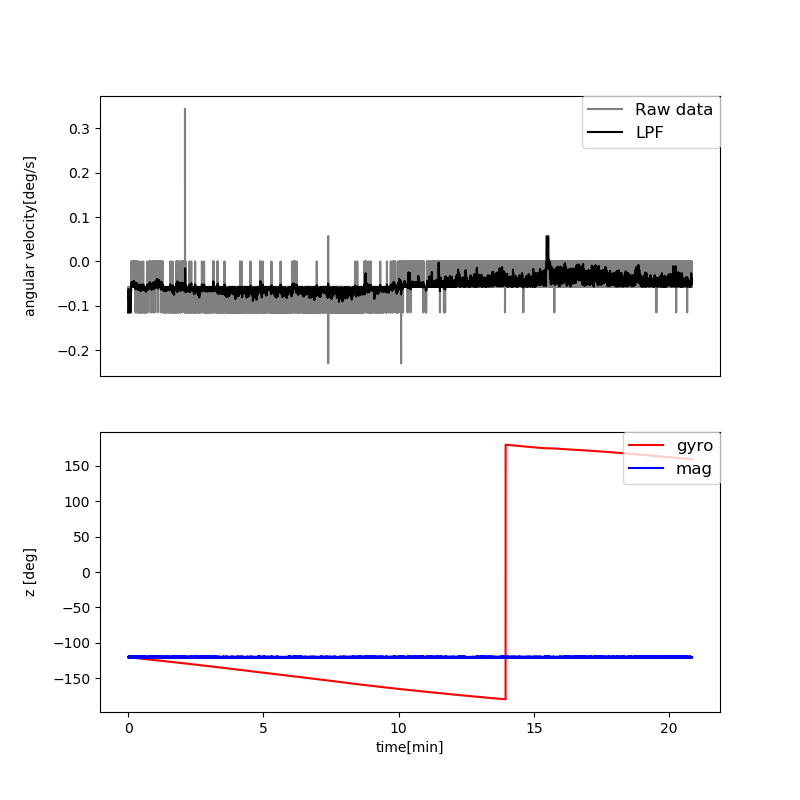 Raw data
LPF
0.3
0.2
0.1
0.0
−0.1
−0.2
angular velocity[deg/s]
gyro
mag
150
100
50
0
−50
−100
−150
z [deg]
0 5 10 15 20
time[min]